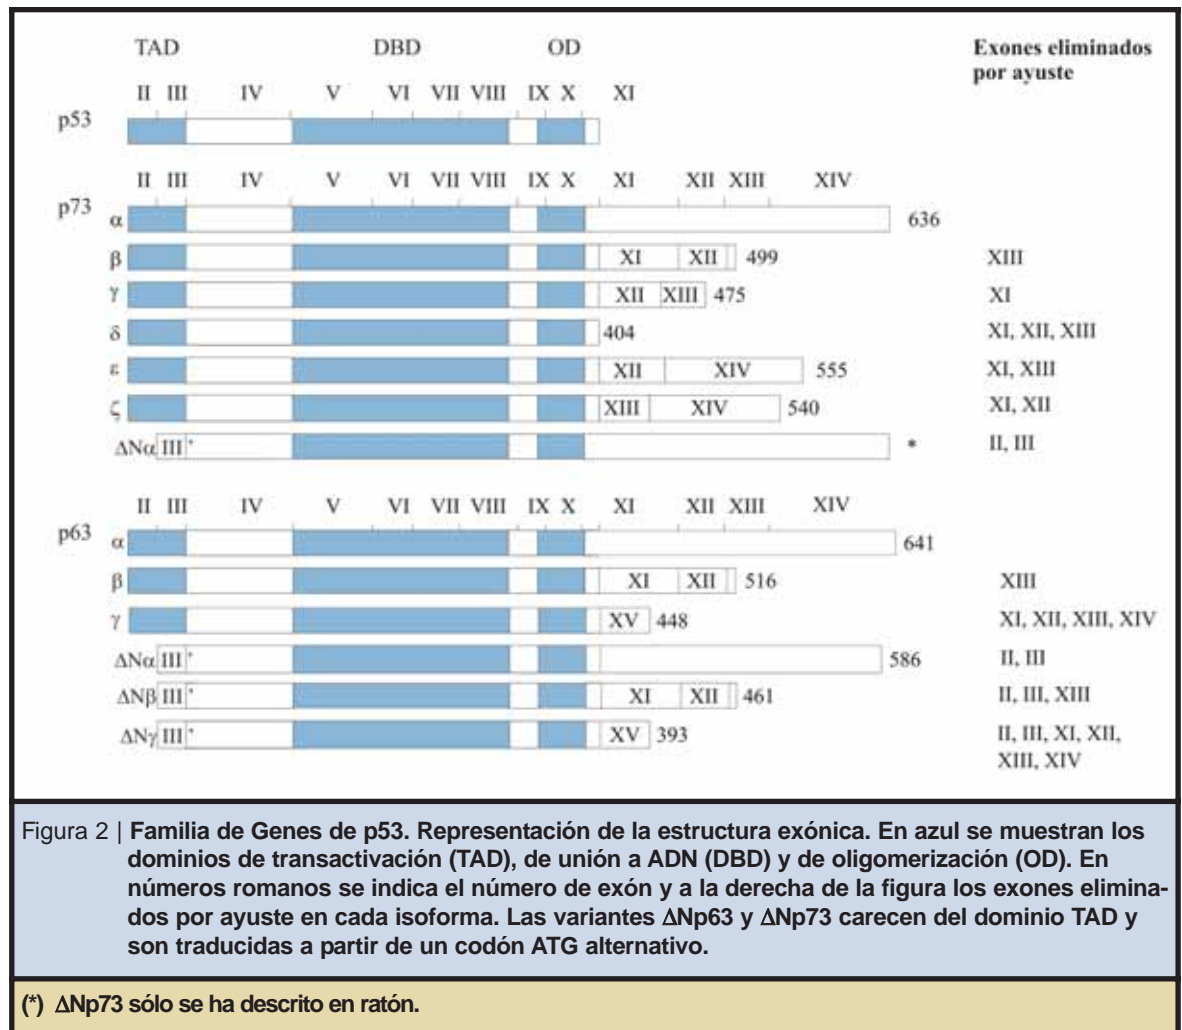 TAD DBD OD Exones eliminados
por ayuste
II III IV V VI VII VIII IX X XI
p53
II III IV V VI VII VIII IX X XI XII XIII XIV
p73
α 636
β XI XII 499 XIII
γ XII XIII 475 XI
δ 404 XI, XII, XIII
ε XII XIV 555 XI, XIII
ζ XIII XIV 540 XI, XII
ΔNα III' * II, III
II III IV V VI VII VIII IX X XI XII XIII XIV
p63
α 641
β XI XII 516 XIII
γ XV 448 XI, XII, XIII, XIV
ΔNα III' 586 II, III
ΔNβ III' XI XII 461 II, III, XIII
ΔNγ III' XV 393 II, III, XI, XII,
XIII, XIV
Figura 2 | Familia de Genes de p53. Representación de la estructura exónica. En azul se muestran los
dominios de transactivación (TAD), de unión a ADN (DBD) y de oligomerización (OD). En
números romanos se indica el número de exón y a la derecha de la figura los exones elimina-
dos por ayuste en cada isoforma. Las variantes ΔNp63 y ΔNp73 carecen del dominio TAD y
son traducidas a partir de un codón ATG alternativo.
(*) ΔNp73 sólo se ha descrito en ratón.